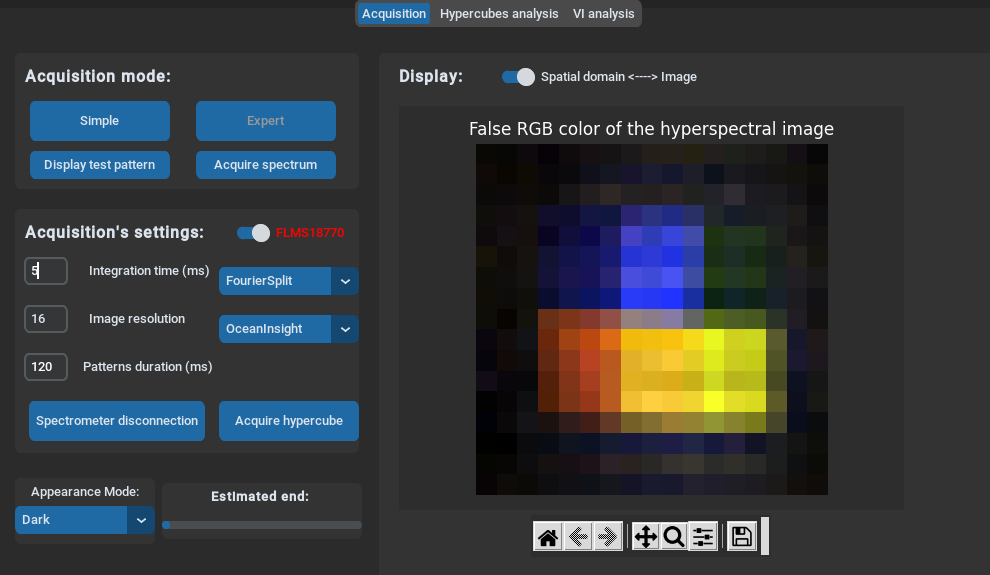 Acquisition Hypercubes analysis VI analysis
Acquisition mode:
Simple Expert
Display test pattern Acquire spectrum
Acquisition's settings: FLMS18770
5 Integration time (ms) FourierSplit
16 Image resolution OceanInsight
120 Patterns duration (ms)
Spectrometer disconnection Acquire hypercube
Appearance Mode:
Dark
Estimated end:
Display: Spatial domain <----> Image
False RGB color of the hyperspectral image